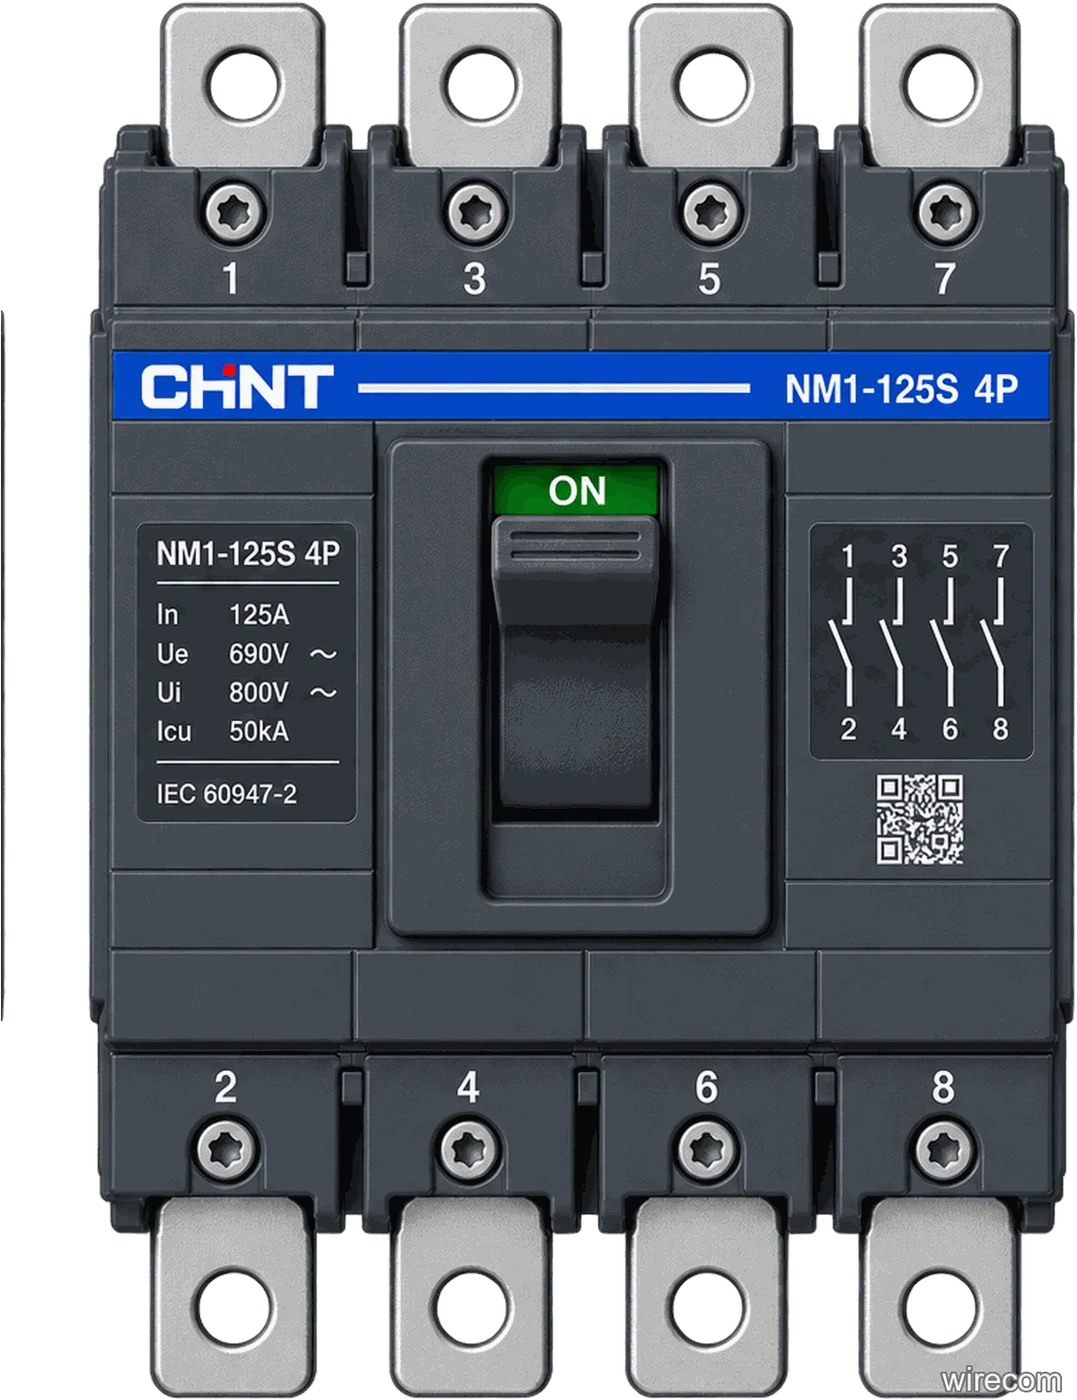 1 3 5 7
CHINT NM1-125S 4P
ON
NM1-125S 4P
In 125A
Ue 690V ~
Ui 800V ~
Icu 50kA
IEC 60947-2
1 3 5 7
2 4 6 8
2 4 6 8
wirecom